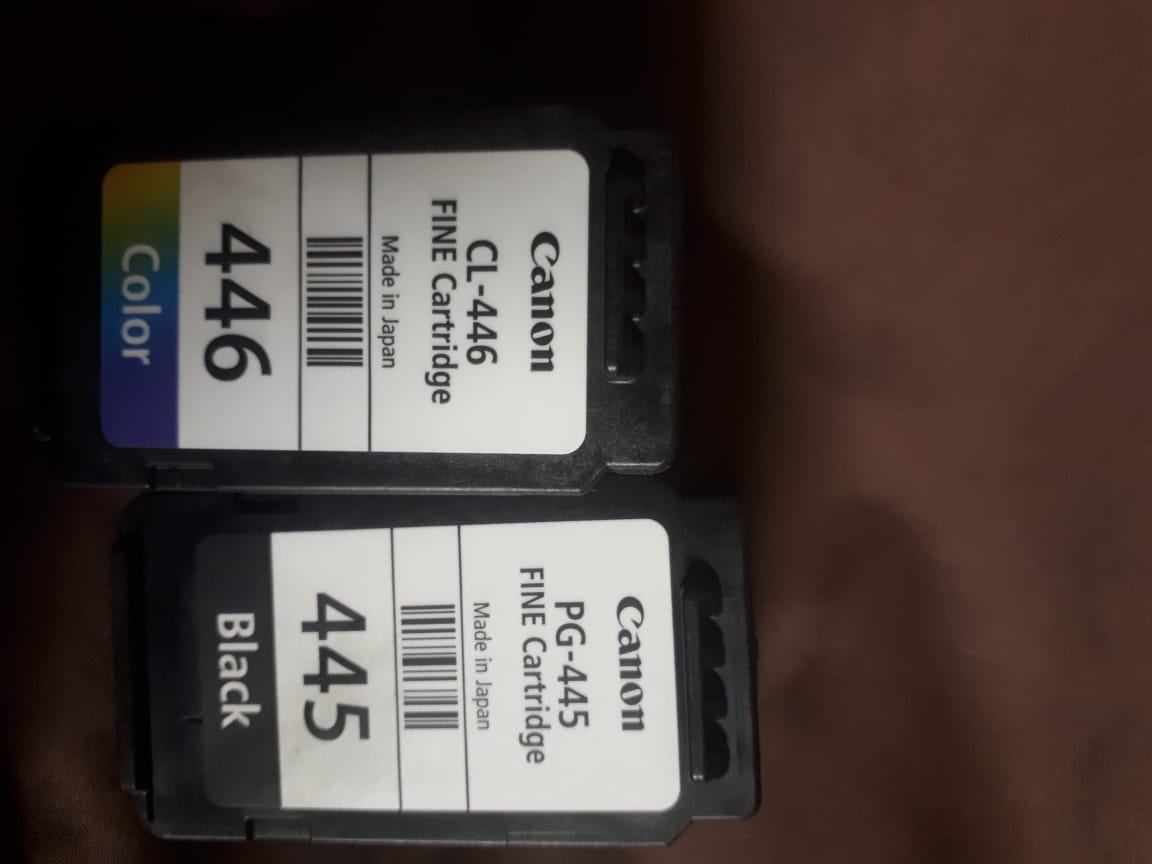 Canon
CL-446
FINE Cartridge
Made in Japan
446
Color
Canon
PG-445
FINE Cartridge
Made in Japan
445
Black